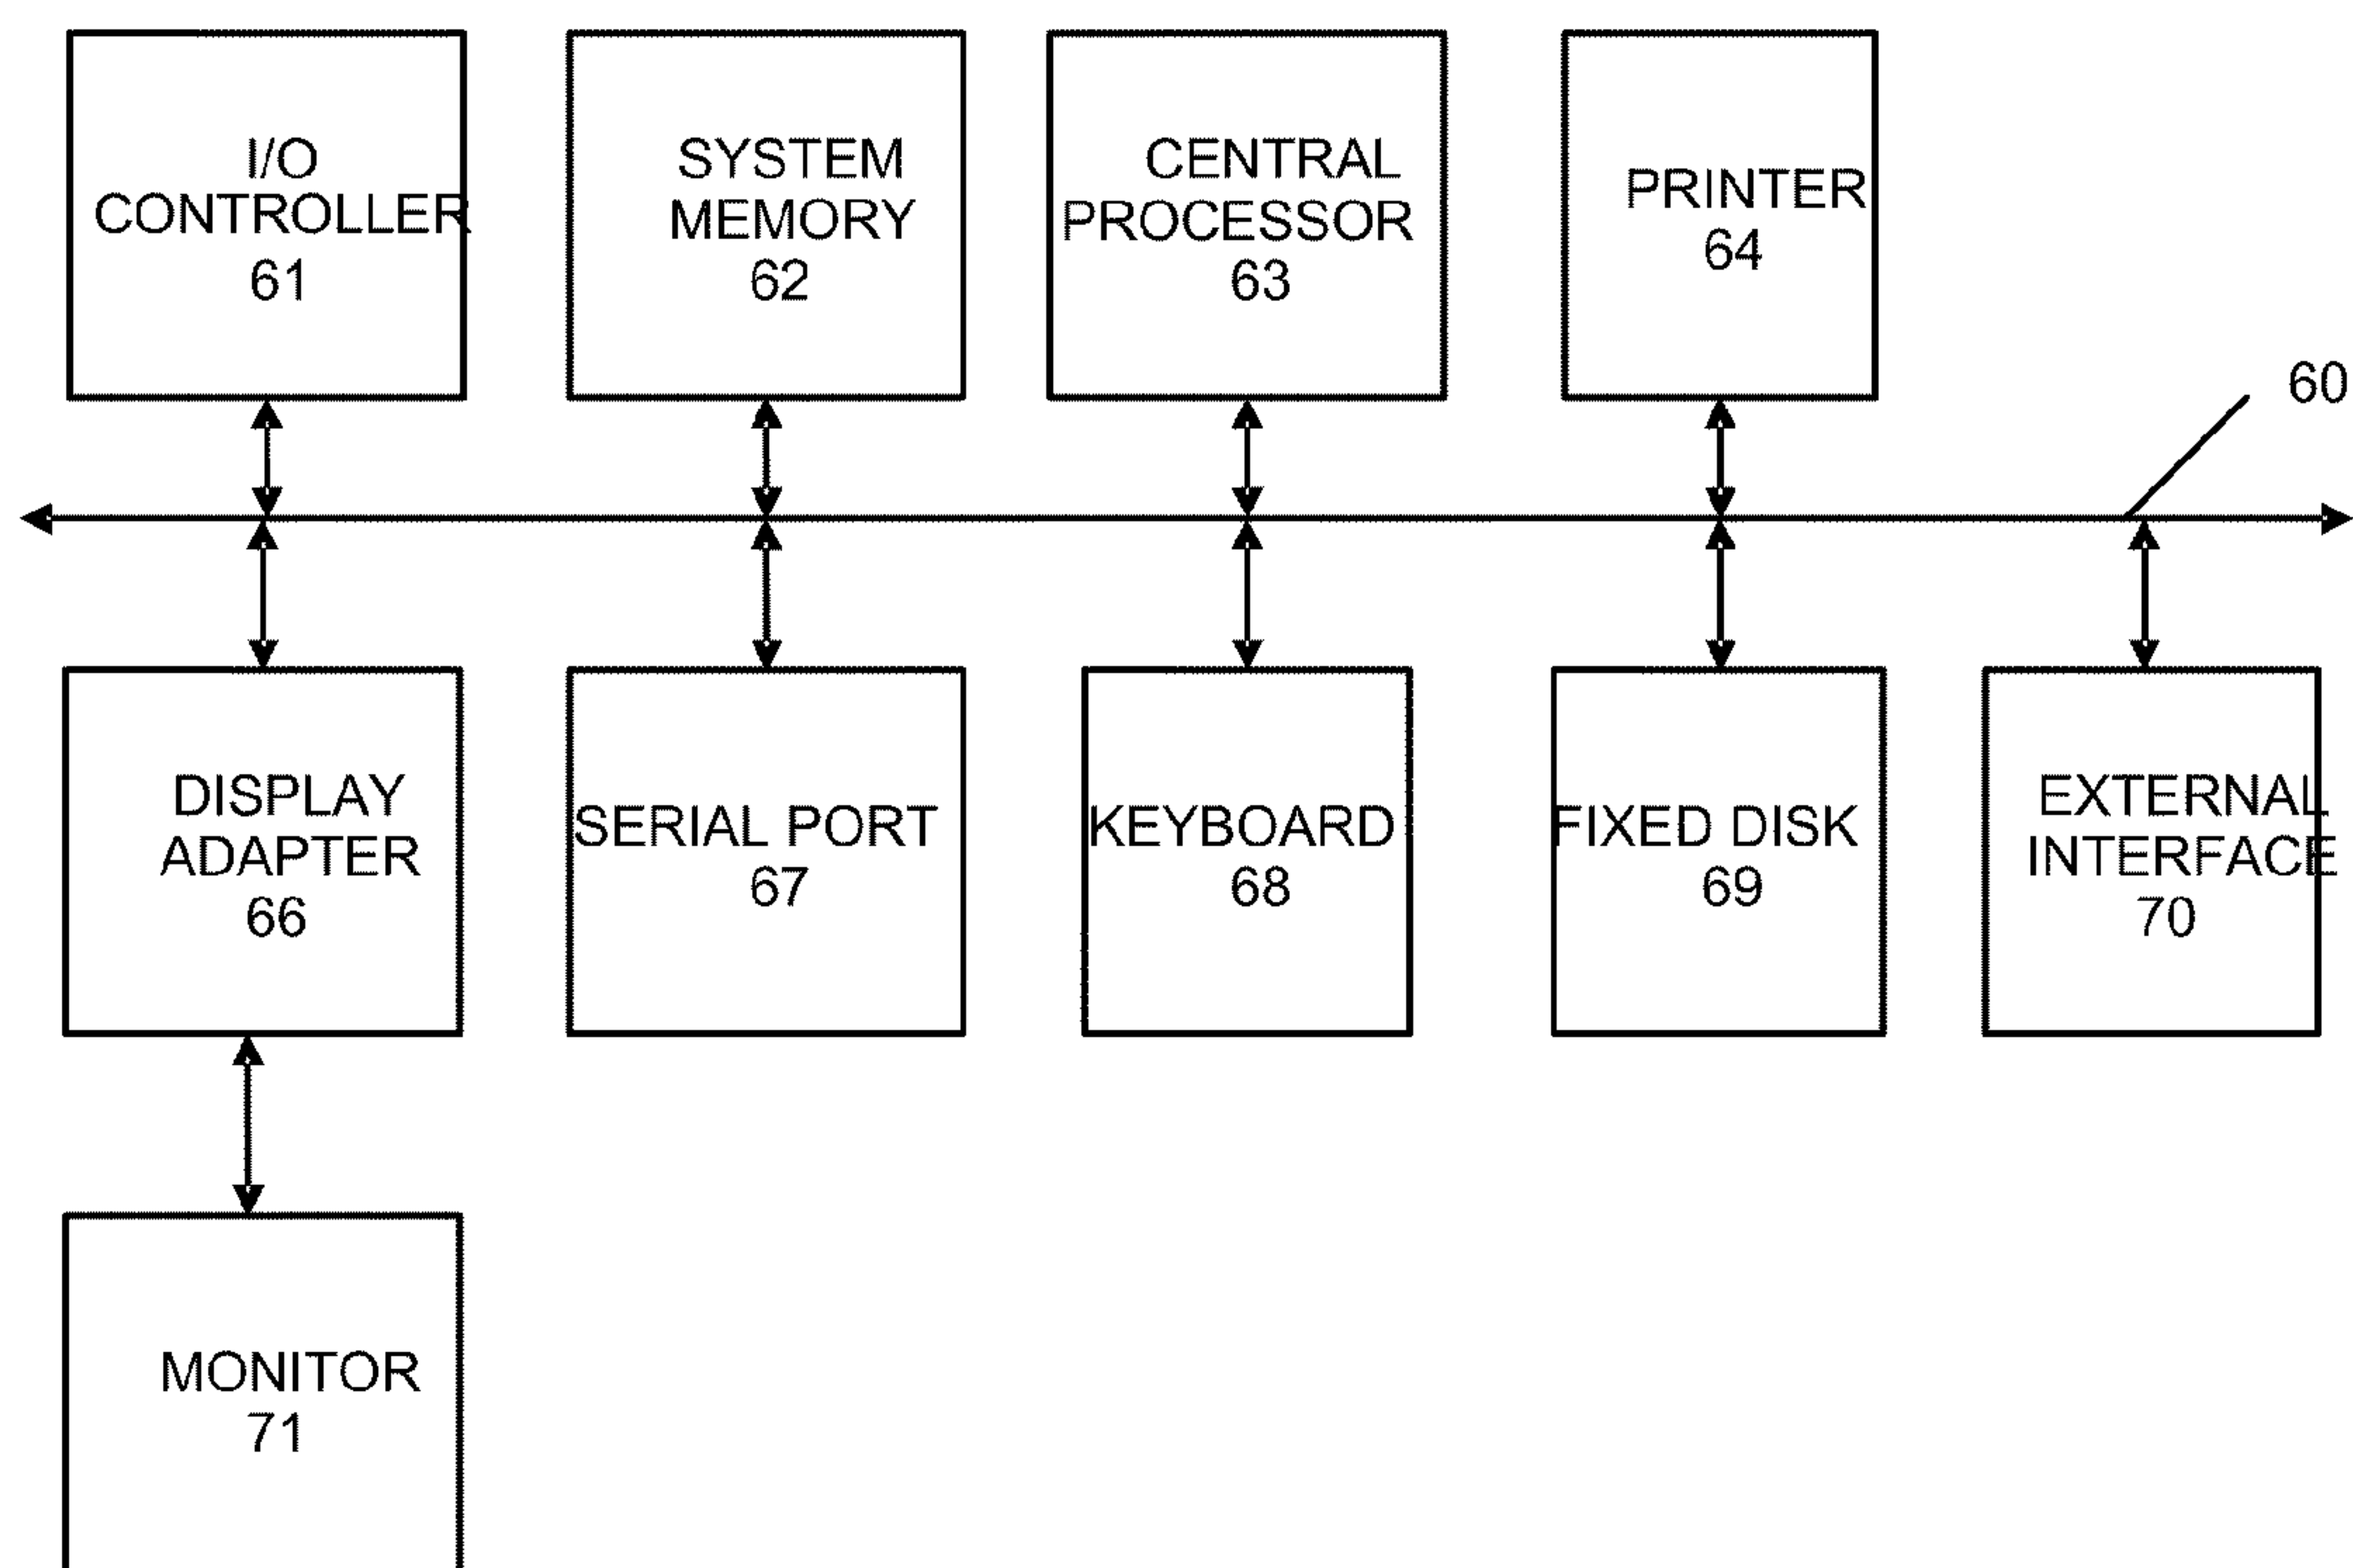 I/O
CONTROLLER
61
SYSTEM
MEMORY
62
CENTRAL
PROCESSOR
63
PRINTER
64
60
DISPLAY
ADAPTER
66
SERIAL PORT
67
KEYBOARD
68
FIXED DISK
69
EXTERNAL
INTERFACE
70
MONITOR
71